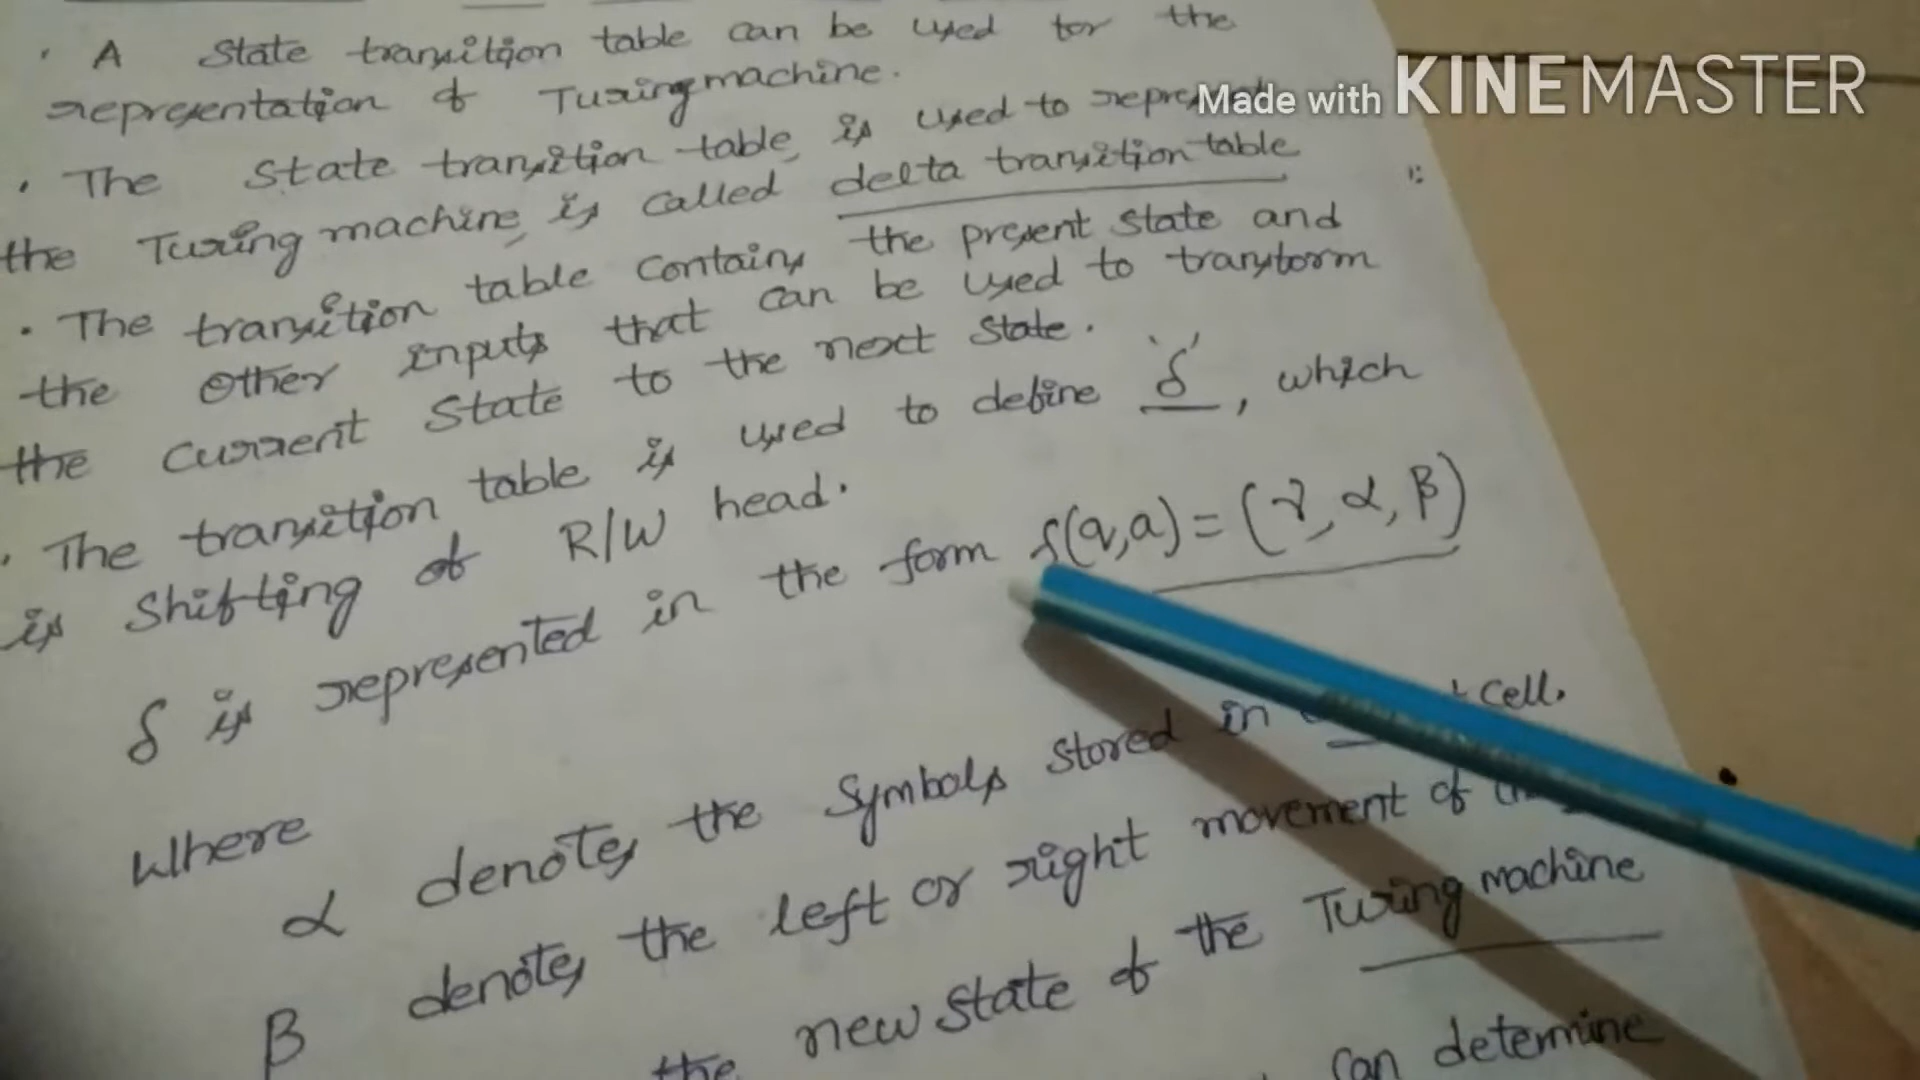 . A State transition table can be used for the
representation of Turing machine.
Made with KINEMASTER
. The State transition table is used to
the Turing machine is called delta transition table
. The transition table contains the present state and
the other inputs that can be used to transform
the current state to the next state.
. The transition table is used to define 'δ', which
is shifting of R/W head.
δ is represented in the form δ(q,a) = (γ, α, β)
Where
α denotes the symbols stored in cell.
β denotes the left or right movement of
the new state of the Turing machine
can determine